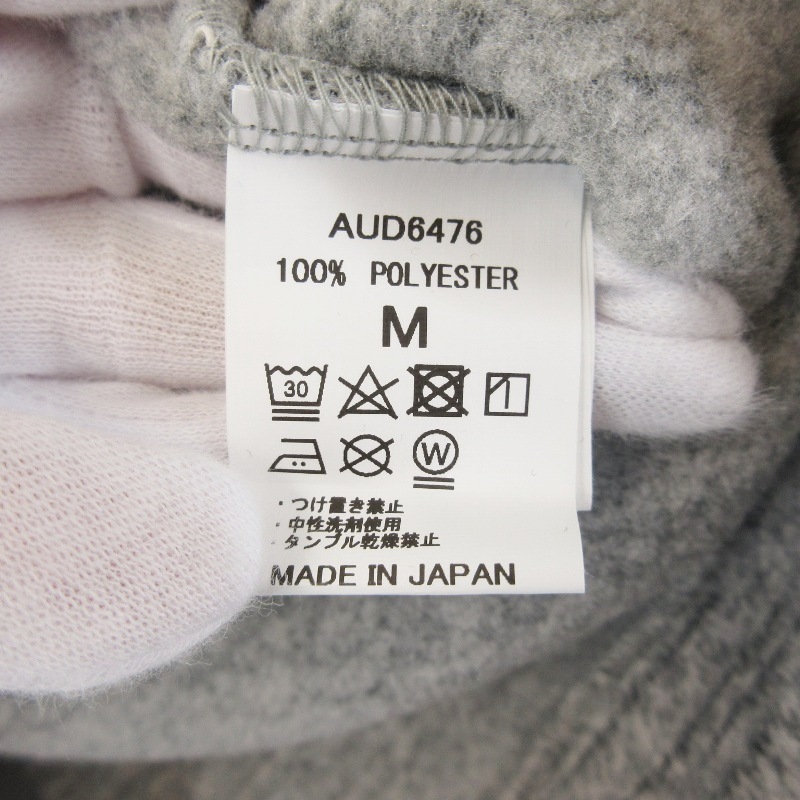 AUD6476
100% POLYESTER
M
30
W
・つけ置き禁止
・中性洗剤使用
・タンブル乾燥禁止
MADE IN JAPAN